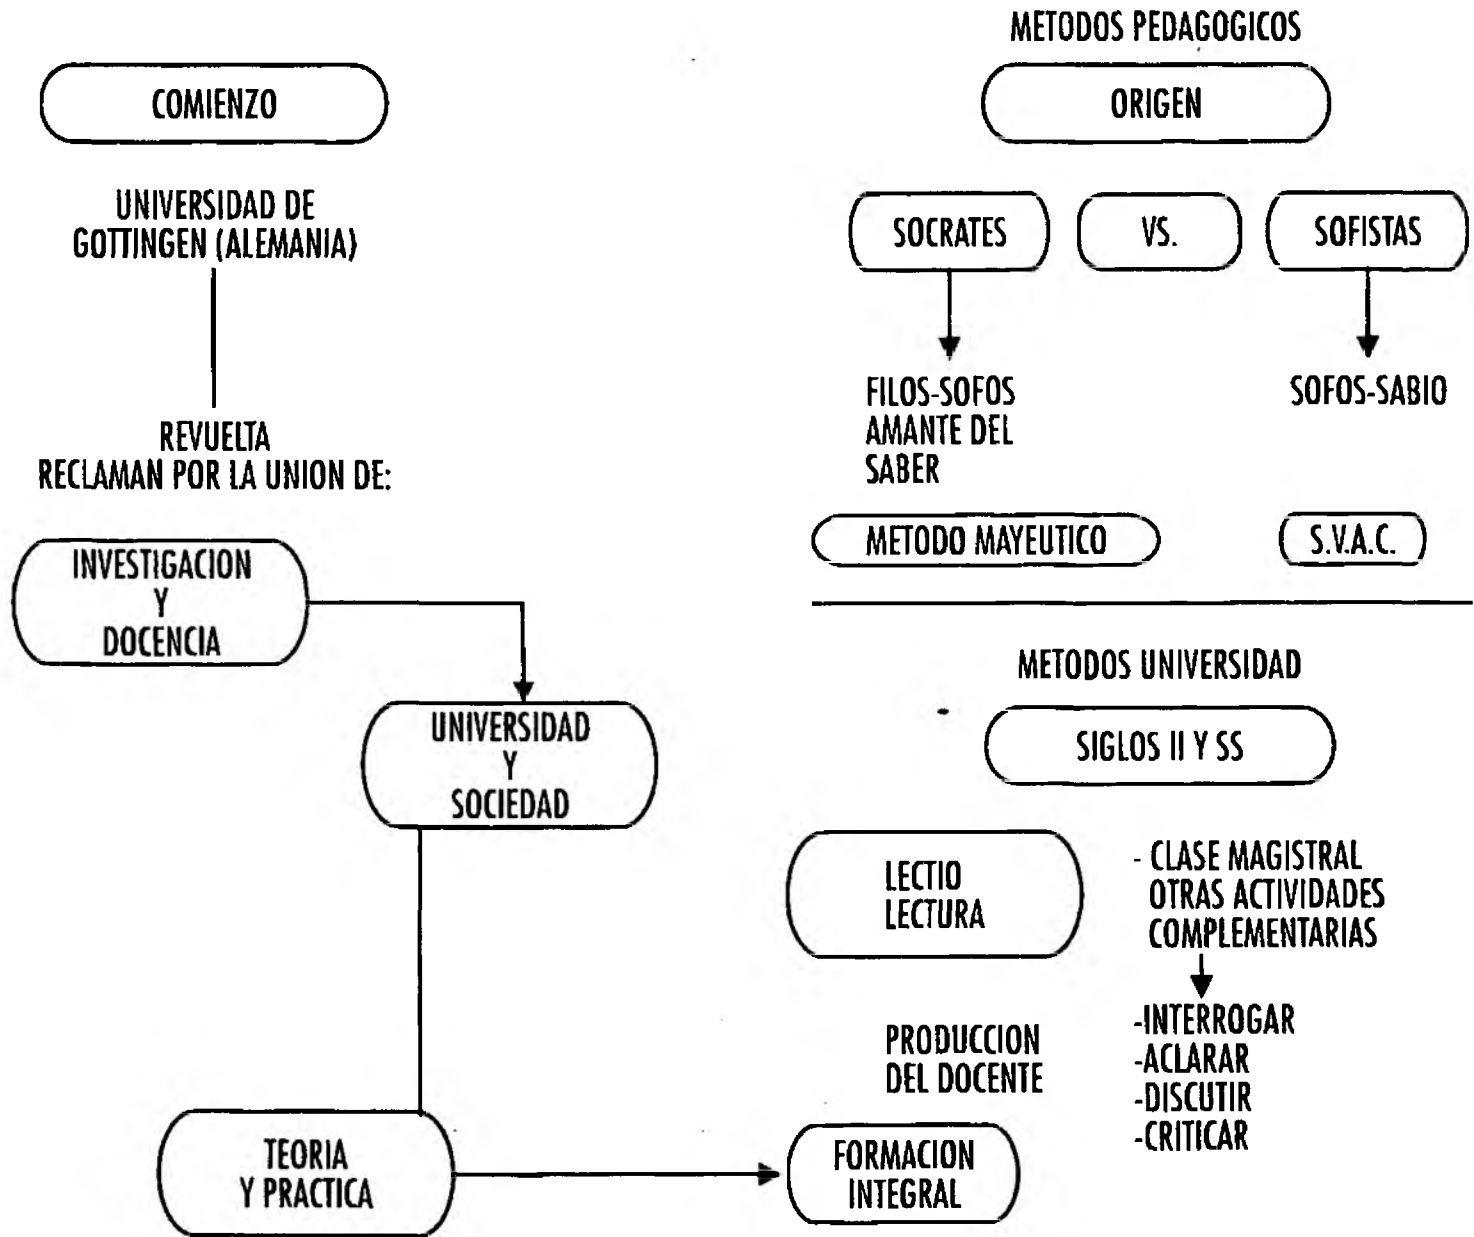 COMIENZO
UNIVERSIDAD DE
GOTTINGEN (ALEMANIA)
REVUELTA
RECLAMAN POR LA UNION DE:
INVESTIGACION
Y
DOCENCIA
UNIVERSIDAD
Y
SOCIEDAD
TEORIA
Y PRACTICA
METODOS PEDAGOGICOS
ORIGEN
SOCRATES
VS.
SOFISTAS
FILOS-SOFOS
AMANTE DEL
SABER
SOFOS-SABIO
METODO MAYEUTICO
S.V.A.C.
METODOS UNIVERSIDAD
SIGLOS II Y SS
LECTIO
LECTURA
- CLASE MAGISTRAL
OTRAS ACTIVIDADES
COMPLEMENTARIAS
PRODUCCION
DEL DOCENTE
-INTERROGAR
-ACLARAR
-DISCUTIR
-CRITICAR
FORMACION
INTEGRAL